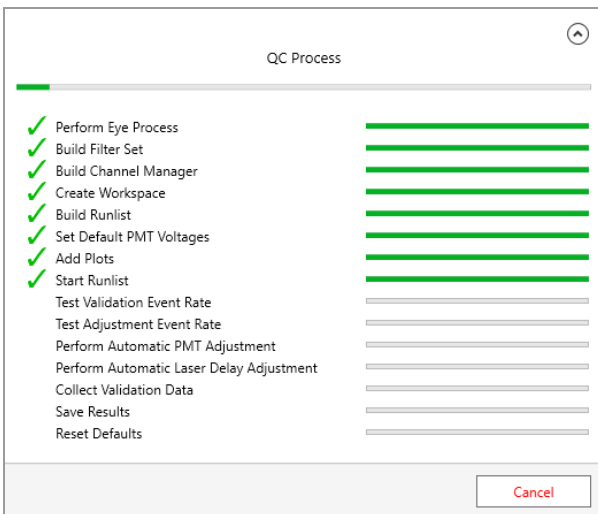 QC Process
Perform Eye Process
Build Filter Set
Build Channel Manager
Create Workspace
Build Runlist
Set Default PMT Voltages
Add Plots
Start Runlist
Test Validation Event Rate
Test Adjustment Event Rate
Perform Automatic PMT Adjustment
Perform Automatic Laser Delay Adjustment
Collect Validation Data
Save Results
Reset Defaults
Cancel